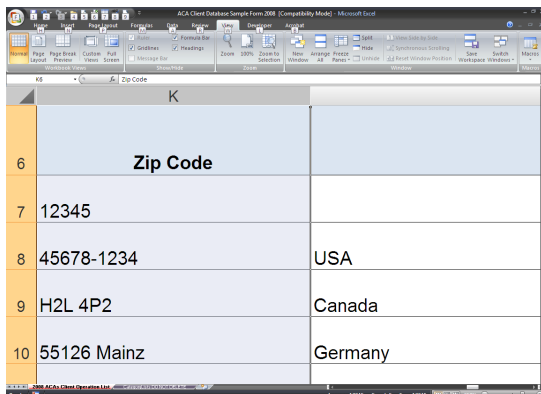 ACA Client Database Sample Form 2008 [Compatibility Mode] - Microsoft Excel
Home Insert Page Layout Formulas Data Review View Developer Acrobat
Ruler Formula Bar
Gridlines Headings
Message Bar
Normal Page Layout Page Break Preview Custom Views Full Screen
Zoom 100% Zoom to Selection
New Window Arrange All Freeze Panes
Split
Hide
Unhide
View Side by Side
Synchronous Scrolling
Reset Window Position
Save Workspace Switch Windows Macros
Workbook Views Show/Hide Zoom Window Macros
K6 fx Zip Code
K
6 Zip Code
7 12345
8 45678-1234 USA
9 H2L 4P2 Canada
10 55126 Mainz Germany
2008 ACAs Client Operation List